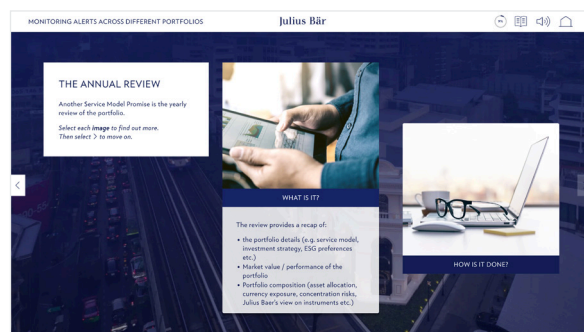 MONITORING ALERTS ACROSS DIFFERENT PORTFOLIOS
Julius Bär
THE ANNUAL REVIEW
Another Service Model Promise is the yearly
review of the portfolio.
Select each image to find out more.
Then select > to move on.
WHAT IS IT?
The review provides a recap of:
• the portfolio details (e.g. service model,
investment strategy, ESG preferences
etc.)
• Market value / performance of the
portfolio
• Portfolio composition (asset allocation,
currency exposure, concentration risks,
Julius Baer's view on instruments etc.)
HOW IS IT DONE?